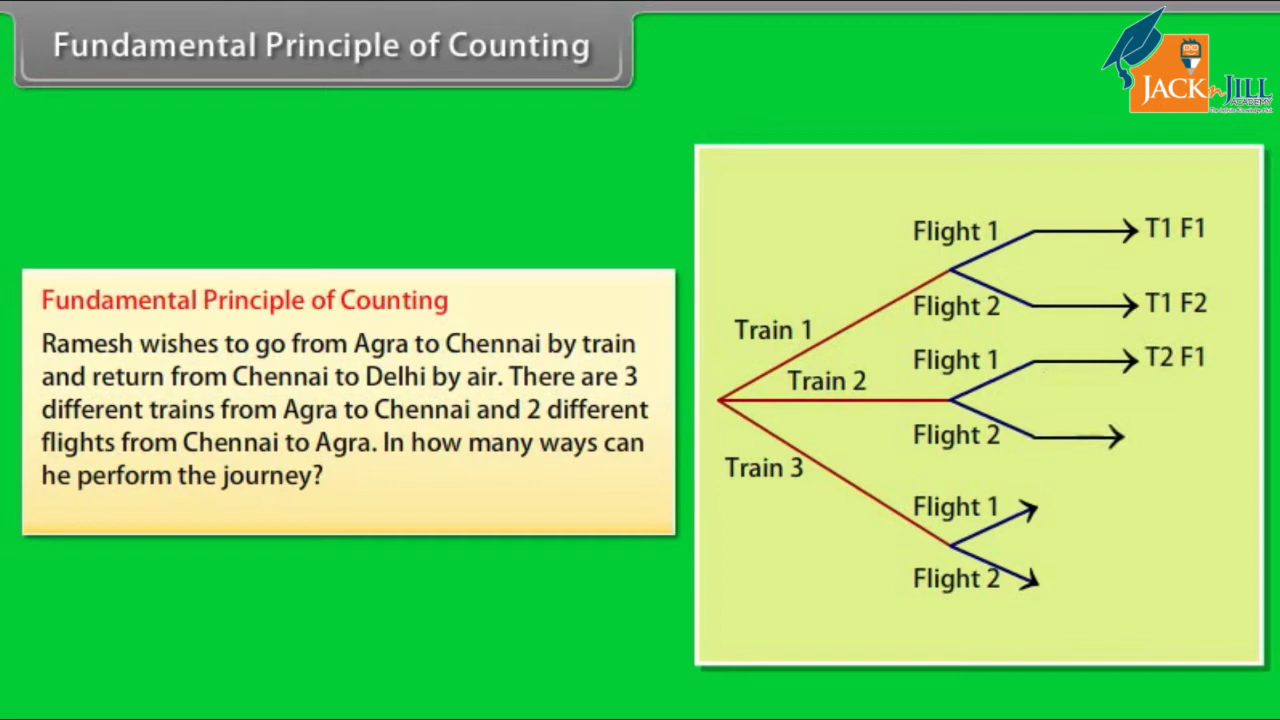 Fundamental Principle of Counting
JACK n JILL
ACADEMY
Fundamental Principle of Counting
Ramesh wishes to go from Agra to Chennai by train
and return from Chennai to Delhi by air. There are 3
different trains from Agra to Chennai and 2 different
flights from Chennai to Agra. In how many ways can
he perform the journey?
Flight 1
T1 F1
Flight 2
T1 F2
Train 1
Flight 1
T2 F1
Train 2
Flight 2
Train 3
Flight 1
Flight 2